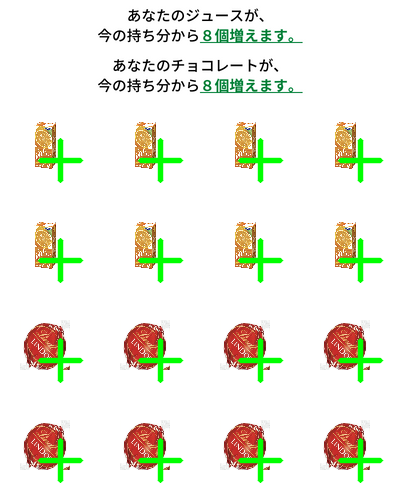 あなたのジュースが、
今の持ち分から８個増えます。
あなたのチョコレートが、
今の持ち分から８個増えます。